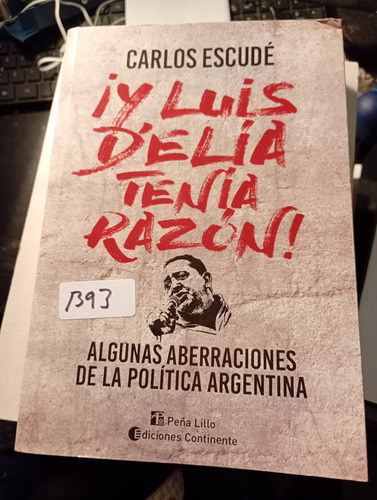 CARLOS ESCUDÉ
¡Y LUIS
D'ELÍA
TENÍA
RAZÓN!
B93
ALGUNAS ABERRACIONES
DE LA POLÍTICA ARGENTINA
Peña Lillo
Ediciones Continente